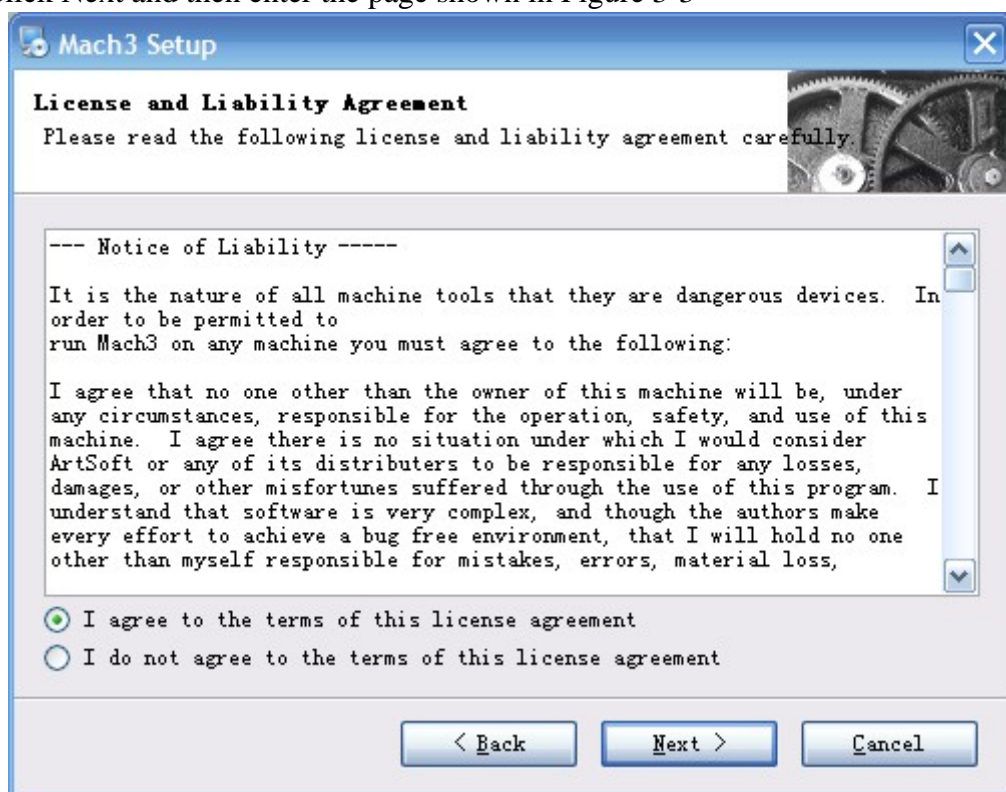 click Next and then enter the page shown in Figure 3-3
Mach3 Setup
License and Liability Agreement
Please read the following license and liability agreement carefully.
--- Notice of Liability -----
It is the nature of all machine tools that they are dangerous devices.  In
order to be permitted to
run Mach3 on any machine you must agree to the following:
I agree that no one other than the owner of this machine will be, under
any circumstances, responsible for the operation, safety, and use of this
machine.  I agree there is no situation under which I would consider
ArtSoft or any of its distributers to be responsible for any losses,
damages, or other misfortunes suffered through the use of this program.  I
understand that software is very complex, and though the authors make
every effort to achieve a bug free environment, that I will hold no one
other than myself responsible for mistakes, errors, material loss,
I agree to the terms of this license agreement
I do not agree to the terms of this license agreement
< Back
Next >
Cancel